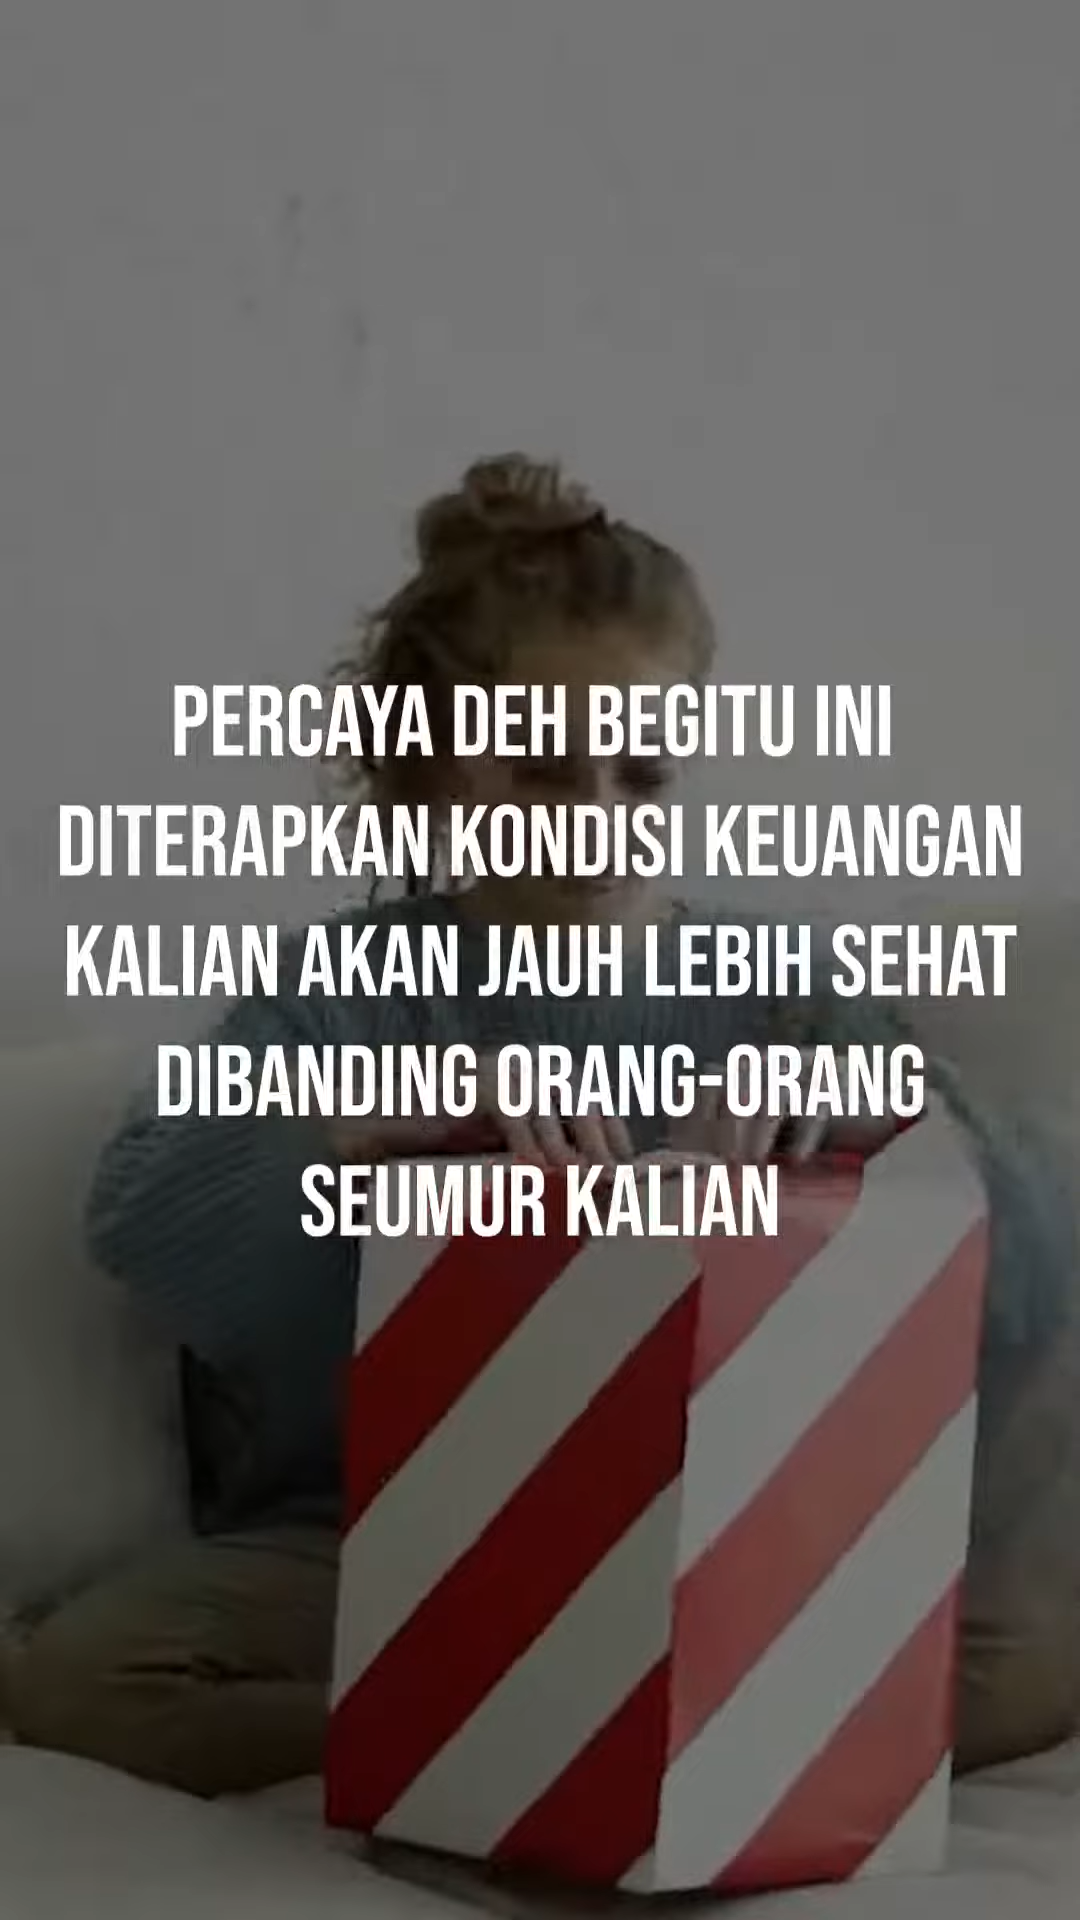 PERCAYA DEH BEGITU INI
DITERAPKAN KONDISI KEUANGAN
KALIAN AKAN JAUH LEBIH SEHAT
DIBANDING ORANG-ORANG
SEUMUR KALIAN